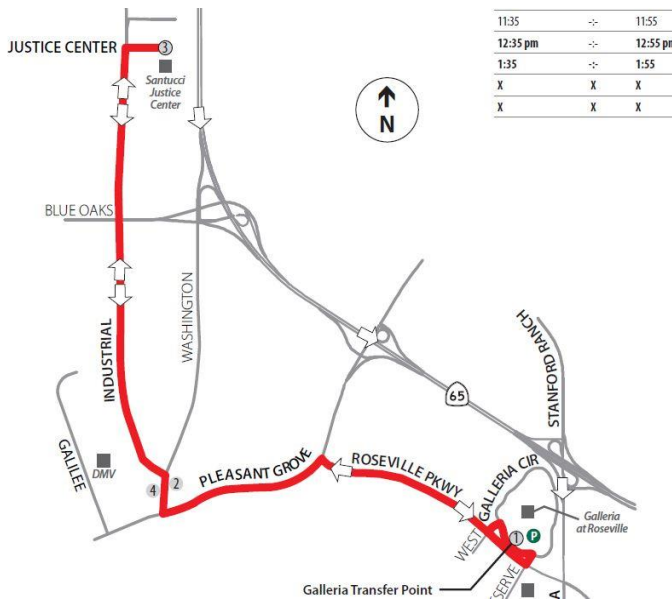 11:35 -:- 11:55
12:35 pm -:- 12:55 pm
1:35 -:- 1:55
X X X
X X X
JUSTICE CENTER
3
Santucci
Justice
Center
N
BLUE OAKS
WASHINGTON
INDUSTRIAL
STANFORD RANCH
65
GALILEE
DMV
4
2
PLEASANT GROVE
ROSEVILLE PKWY
GALLERIA CIR
WEST
Galleria
at Roseville
1
P
Galleria Transfer Point
ESERVE
A